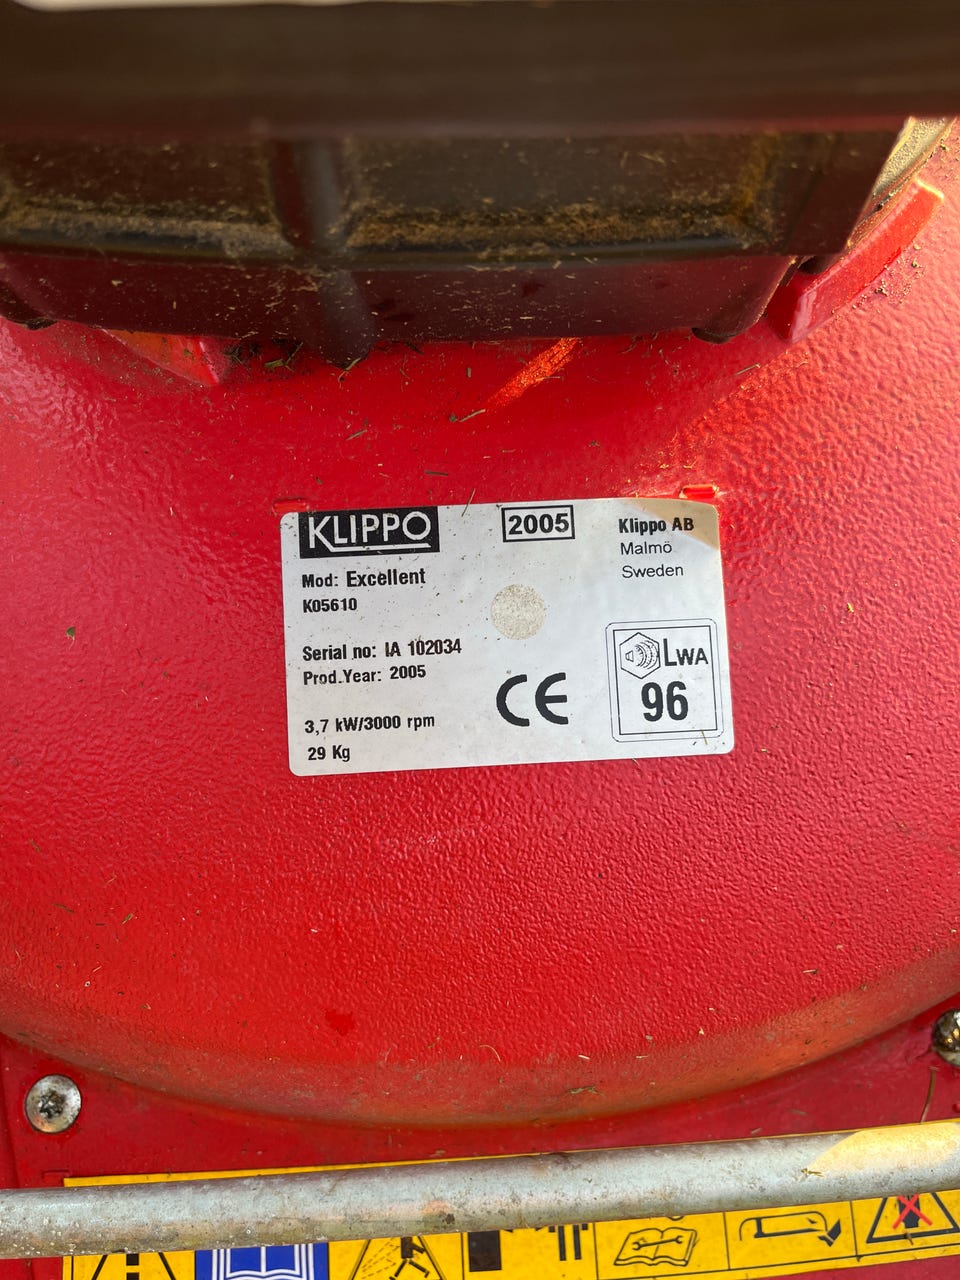 KLIPPO
2005
Klippo AB
Malmö
Sweden
Mod: Excellent
K05610
Serial no: IA 102034
Prod.Year: 2005
3,7 kW/3000 rpm
29 Kg
CE
LWA
96